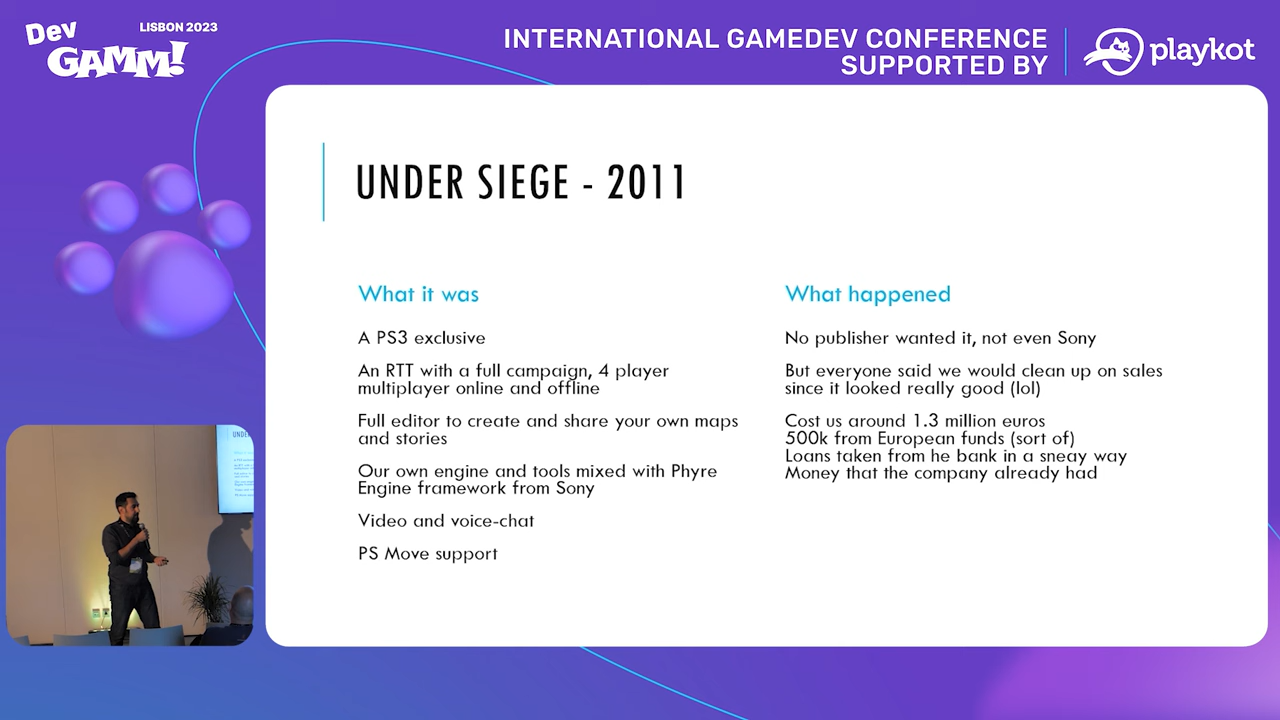 Dev
GAMM!
LISBON 2023
INTERNATIONAL GAMEDEV CONFERENCE
SUPPORTED BY
playkot
UNDER SIEGE - 2011
What it was
A PS3 exclusive
An RTT with a full campaign, 4 player
multiplayer online and offline
Full editor to create and share your own maps
and stories
Our own engine and tools mixed with Phyre
Engine framework from Sony
Video and voice-chat
PS Move support
What happened
No publisher wanted it, not even Sony
But everyone said we would clean up on sales
since it looked really good (lol)
Cost us around 1.3 million euros
500k from European funds (sort of)
Loans taken from he bank in a sneay way
Money that the company already had
UNDER